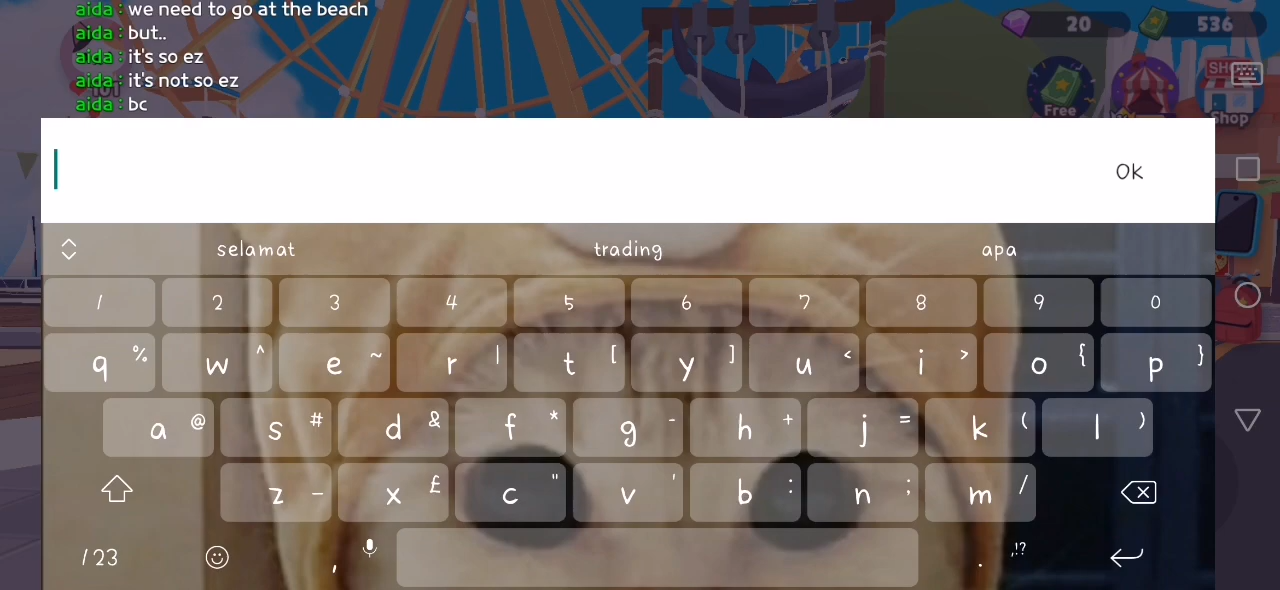 aida : we need to go at the beach
20
536
aida : but..
aida : it's so ez
aida : it's not so ez
aida : bc
Free
Shop
OK
selamat trading apa
1 2 3 4 5 6 7 8 9 0
q % w ^ e ~ r | t [ y ] u < i > o { p }
a @ s # d & f * g - h + j = k ( l )
z _ x £ c " v ' b : n ; m /
/ 23 , . ,!?